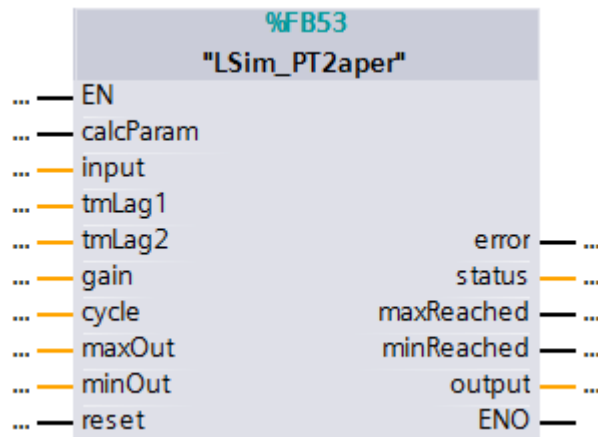 %FB53
"LSim_PT2aper"
... EN
... calcParam
... input
... tmLag1
... tmLag2 error ...
... gain status ...
... cycle maxReached ...
... maxOut minReached ...
... minOut output ...
... reset ENO